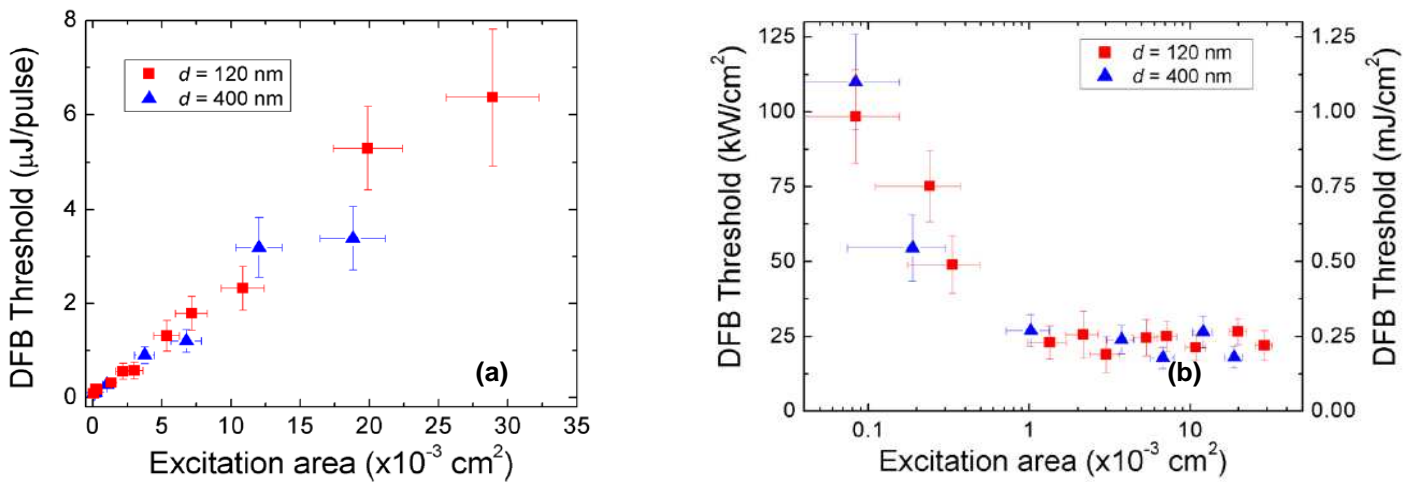 8
6
4
2
0
DFB Threshold (μJ/pulse)
d = 120 nm
d = 400 nm
(a)
0 5 10 15 20 25 30 35
Excitation area (x10⁻³ cm²)
125
100
75
50
25
0
DFB Threshold (kW/cm²)
d = 120 nm
d = 400 nm
(b)
1.25
1.00
0.75
0.50
0.25
0.00
DFB Threshold (mJ/cm²)
0.1 1 10
Excitation area (x10⁻³ cm²)